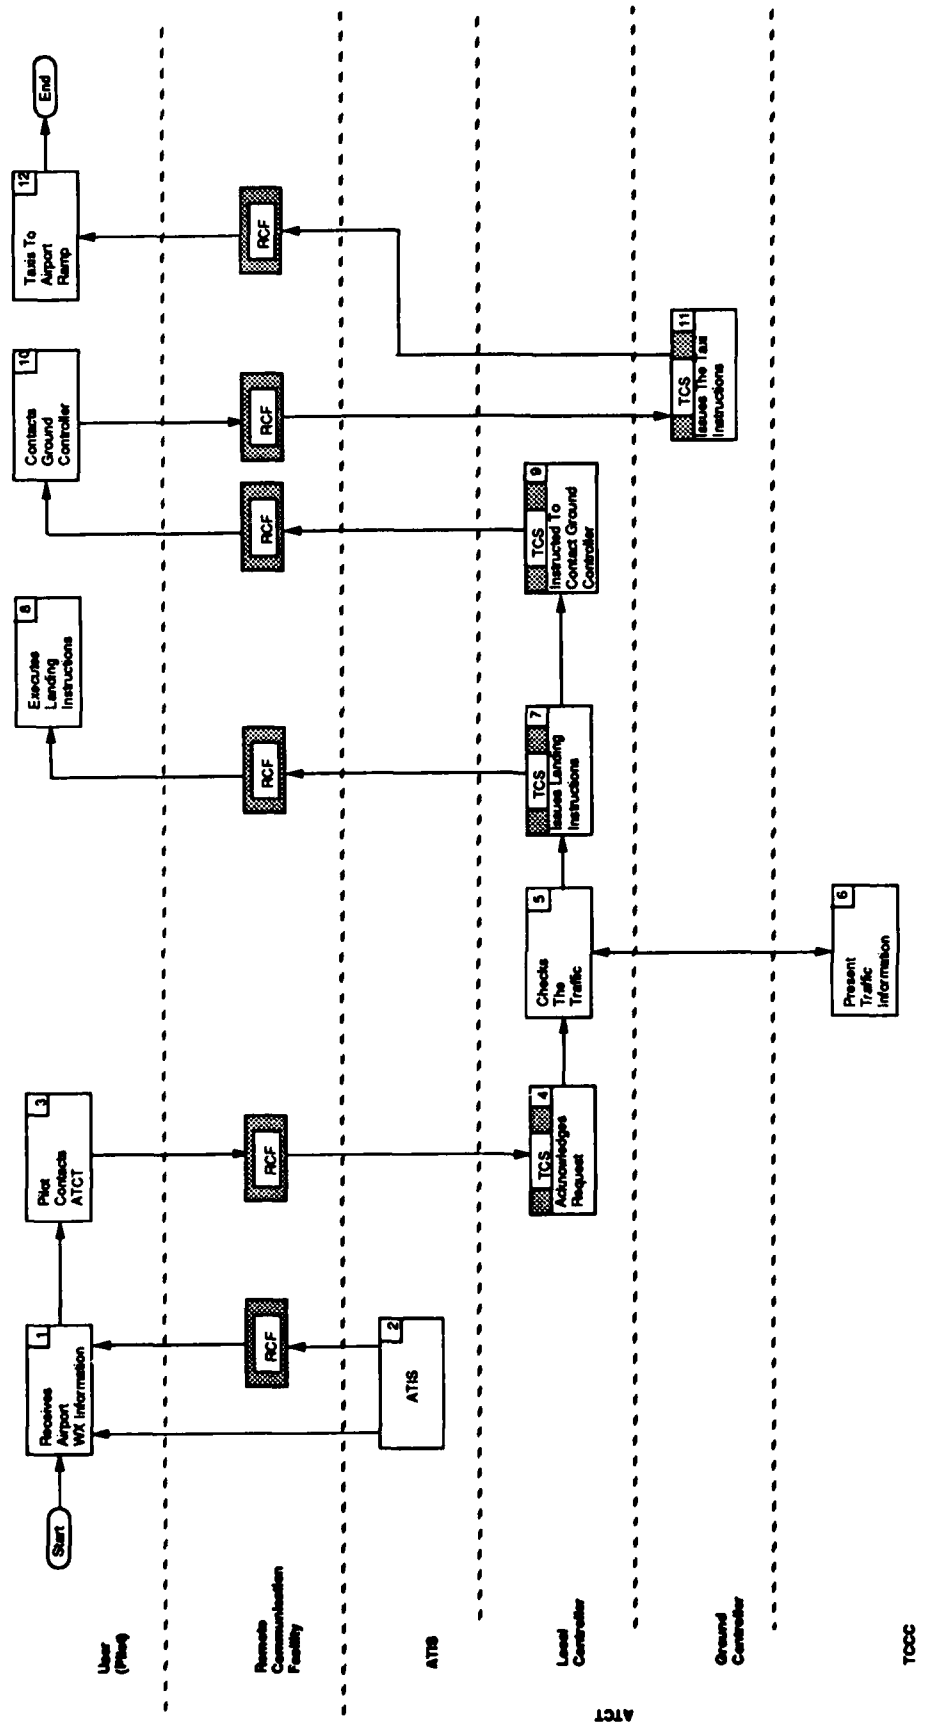 User
(Pilot)
Start
1
Receives
Airport
WX Information
3
Pilot
Contacts
ATCT
8
Executes
Landing
Instructions
10
Contacts
Ground
Controller
12
Taxis To
Airport
Ramp
End
Remote
Communication
Facility
RCF
RCF
RCF
RCF
RCF
RCF
ATIS
2
ATIS
ATCT
Local
Controller
TCS
4
Acknowledges
Request
5
Checks
The
Traffic
TCS
7
Issues Landing
Instructions
TCS
9
Instructed To
Contact Ground
Controller
Ground
Controller
TCS
11
Issues The Taxi
Instructions
TCCC
6
Present
Traffic
Information